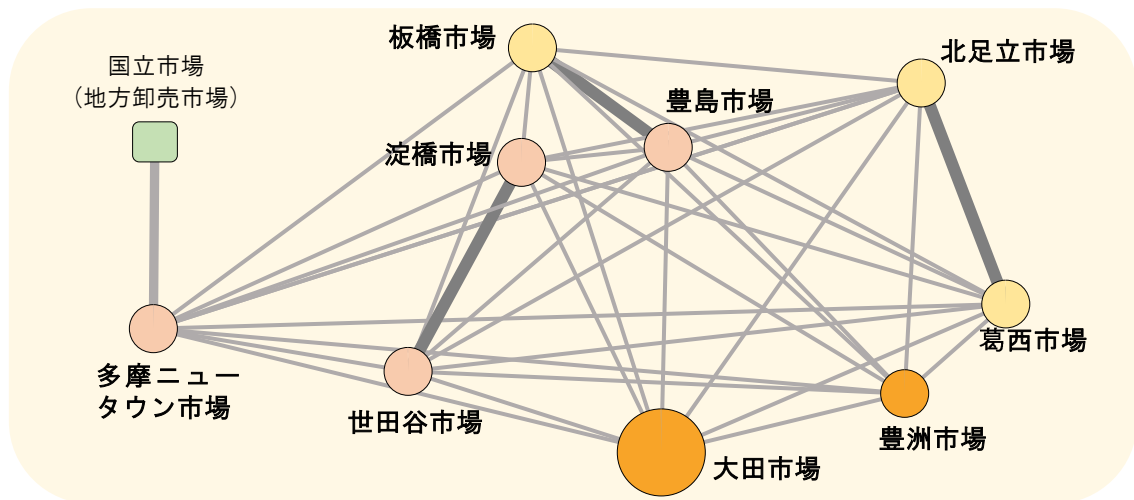 板橋市場
北足立市場
国立市場
（地方卸売市場）
豊島市場
淀橋市場
葛西市場
多摩ニュー
タウン市場
世田谷市場
豊洲市場
大田市場